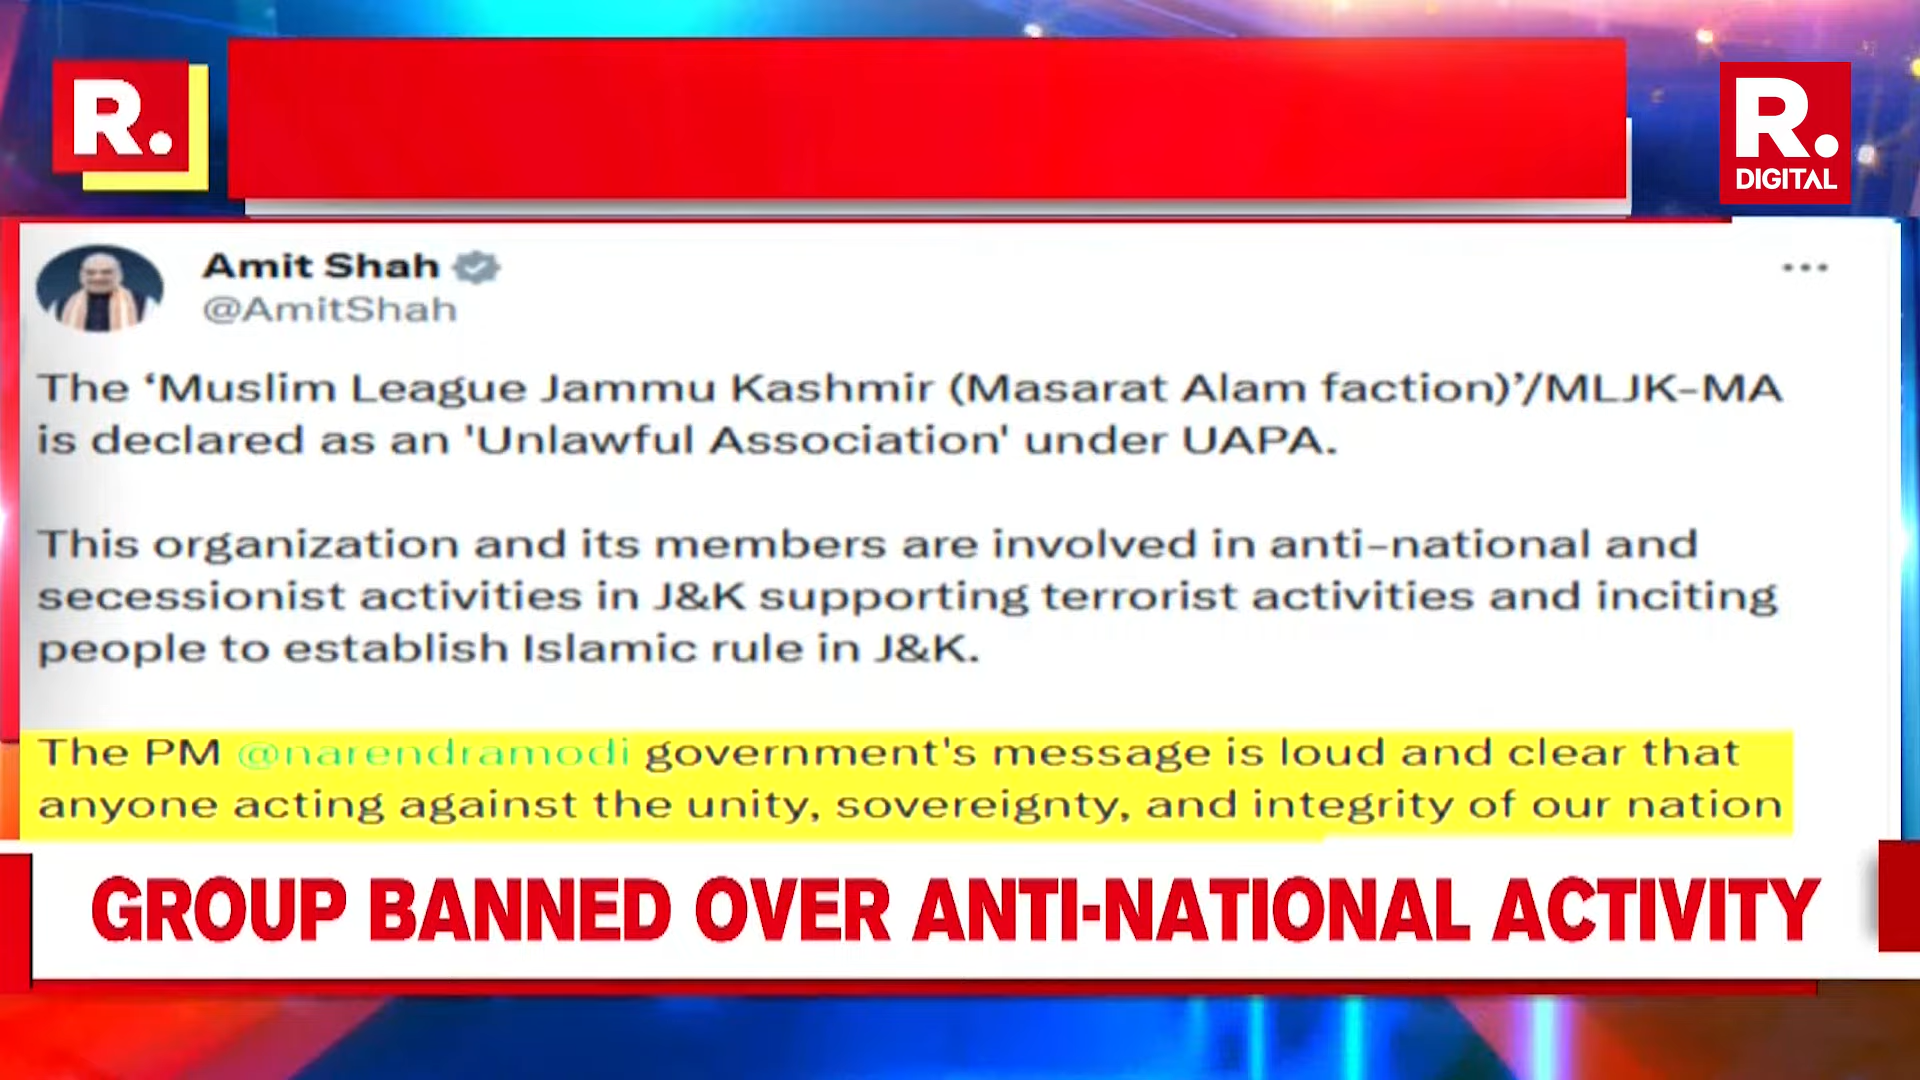 R.
R.
DIGITAL
Amit Shah
@AmitShah
The ‘Muslim League Jammu Kashmir (Masarat Alam faction)’/MLJK-MA
is declared as an 'Unlawful Association' under UAPA.
This organization and its members are involved in anti-national and
secessionist activities in J&K supporting terrorist activities and inciting
people to establish Islamic rule in J&K.
The PM @narendramodi government's message is loud and clear that
anyone acting against the unity, sovereignty, and integrity of our nation
GROUP BANNED OVER ANTI-NATIONAL ACTIVITY